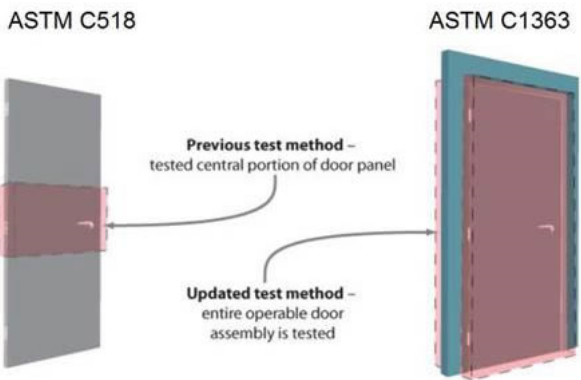 ASTM C518
ASTM C1363
Previous test method –
tested central portion of door panel
Updated test method –
entire operable door
assembly is tested